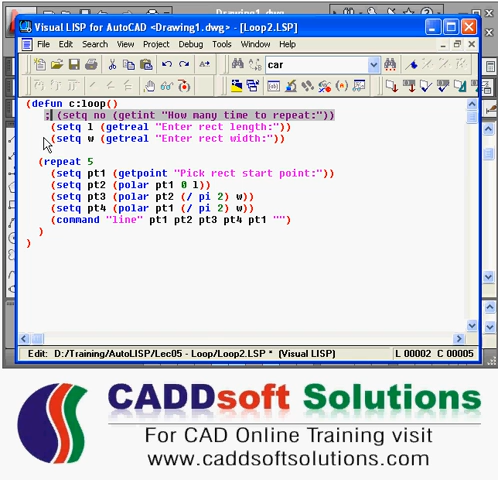 Drawing1.dwg
Visual LISP for AutoCAD <Drawing1.dwg> - [Loop2.LSP]
File Edit Search View Project Debug Tools Window Help
car
(defun c:loop()
; (setq no (getint "How many time to repeat:"))
(setq l (getreal "Enter rect length:"))
(setq w (getreal "Enter rect width:"))
(repeat 5
(setq pt1 (getpoint "Pick rect start point:"))
(setq pt2 (polar pt1 0 l))
(setq pt3 (polar pt2 (/ pi 2) w))
(setq pt4 (polar pt1 (/ pi 2) w))
(command "line" pt1 pt2 pt3 pt4 pt1 "")
)
)
Edit: D:/Training/AutoLISP/Lec05 - Loop/Loop2.LSP * (Visual LISP)
L 00002 C 00005
CADDsoft Solutions
For CAD Online Training visit
www.caddsoftsolutions.com